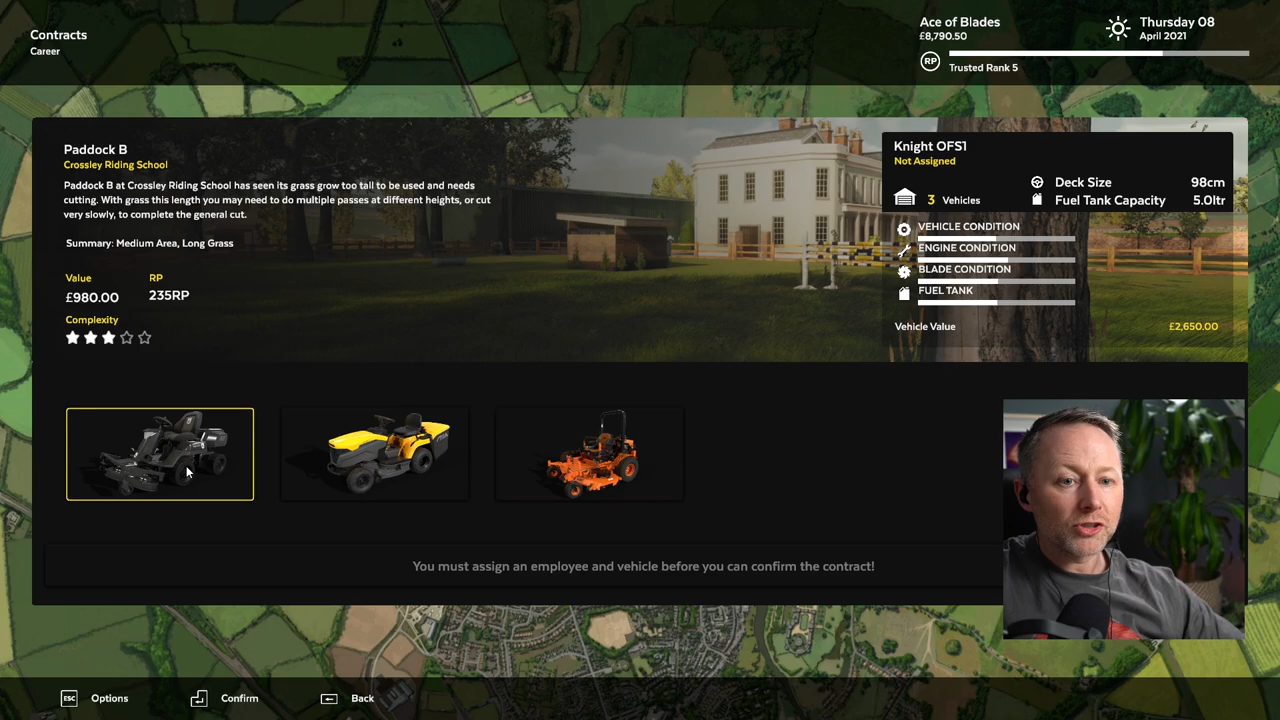 Contracts
Career
Ace of Blades
£8,790.50
Thursday 08
April 2021
RP
Trusted Rank 5
Paddock B
Crossley Riding School
Paddock B at Crossley Riding School has seen its grass grow too tall to be used and needs
cutting. With grass this length you may need to do multiple passes at different heights, or cut
very slowly, to complete the general cut.
Summary: Medium Area, Long Grass
Value
RP
£980.00
235RP
Complexity
Knight OFS1
Not Assigned
3 Vehicles
Deck Size 98cm
Fuel Tank Capacity 5.0ltr
VEHICLE CONDITION
ENGINE CONDITION
BLADE CONDITION
FUEL TANK
Vehicle Value £2,650.00
You must assign an employee and vehicle before you can confirm the contract!
ESC Options
Confirm
Back